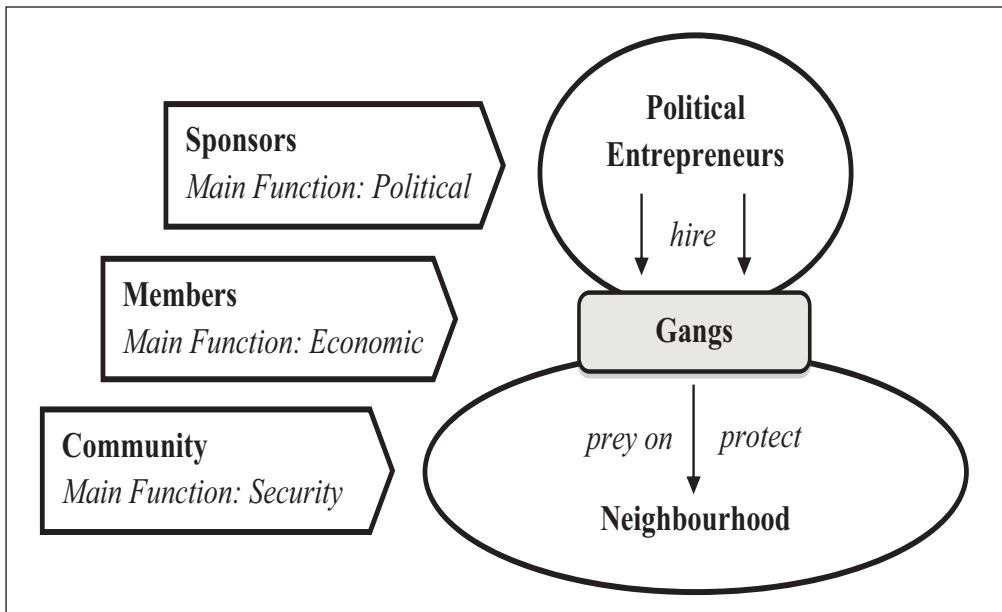 Sponsors
Main Function: Political
Members
Main Function: Economic
Community
Main Function: Security
Political
Entrepreneurs
hire
Gangs
prey on protect
Neighbourhood